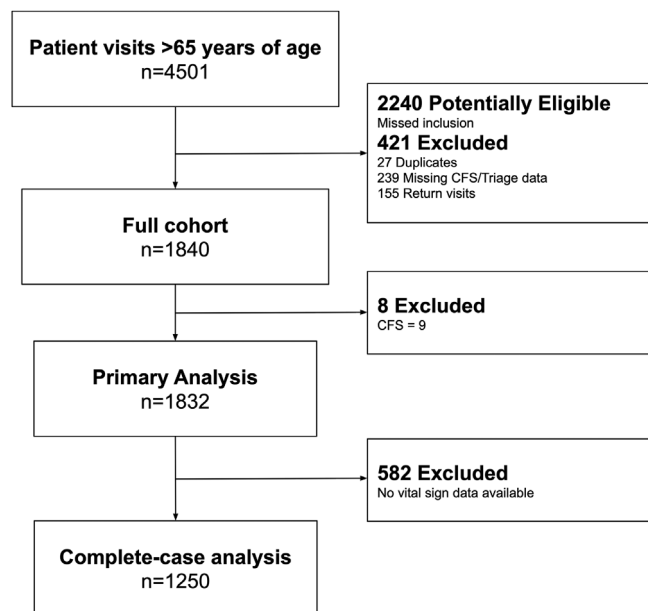 Patient visits >65 years of age
n=4501
2240 Potentially Eligible
Missed inclusion
421 Excluded
27 Duplicates
239 Missing CFS/Triage data
155 Return visits
Full cohort
n=1840
8 Excluded
CFS = 9
Primary Analysis
n=1832
582 Excluded
No vital sign data available
Complete-case analysis
n=1250